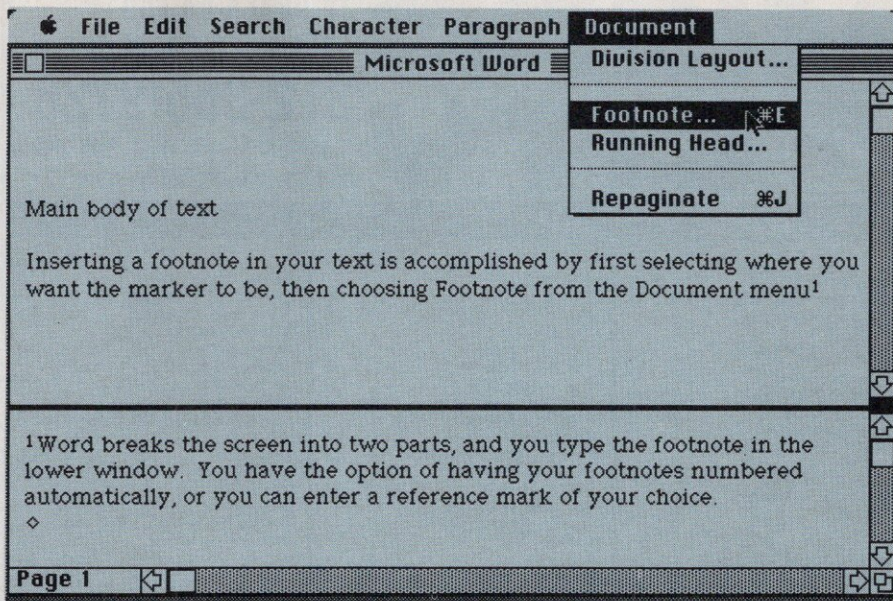 File Edit Search Character Paragraph Document
Microsoft Word
Division Layout...
Footnote... ⌘E
Running Head...
Repaginate ⌘J
Main body of text
Inserting a footnote in your text is accomplished by first selecting where you
want the marker to be, then choosing Footnote from the Document menu¹
¹Word breaks the screen into two parts, and you type the footnote in the
lower window. You have the option of having your footnotes numbered
automatically, or you can enter a reference mark of your choice.
Page 1